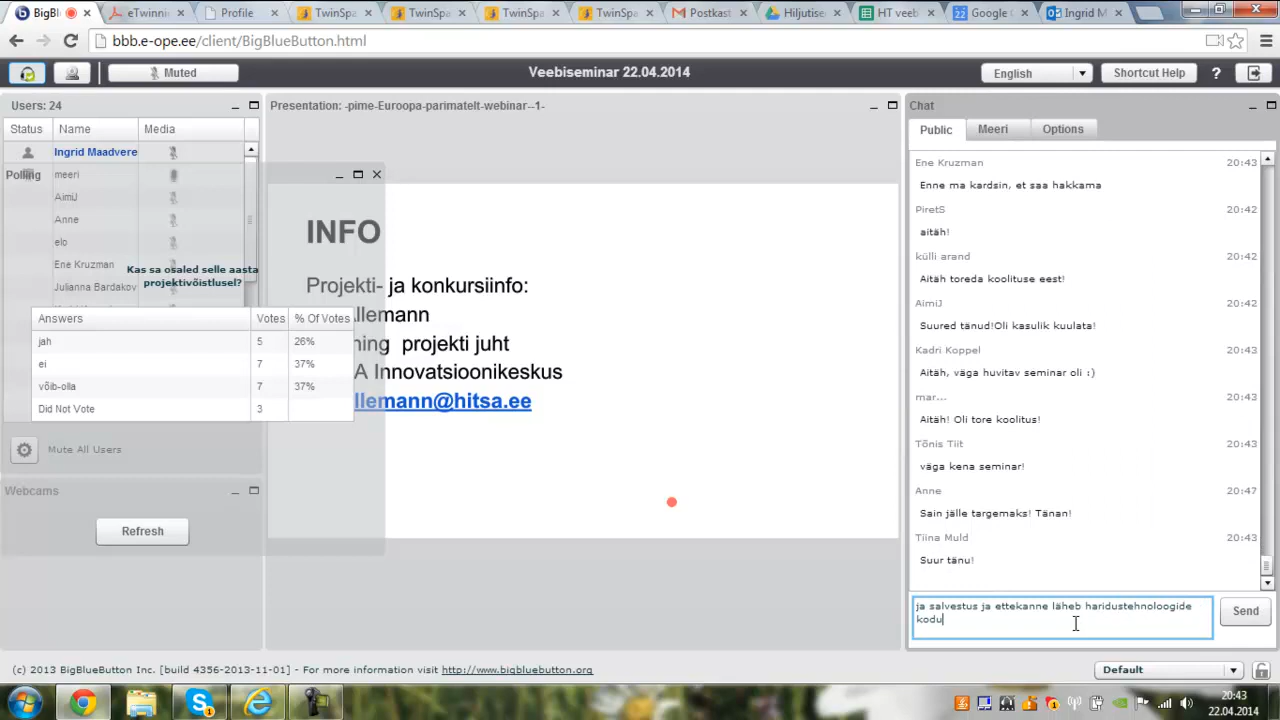 BigBl
eTwinni
Profile
TwinSp
TwinSp
TwinSp
TwinSp
Postkast
Hiljutise
HT veeb
Google
Ingrid M
bbb.e-ope.ee/client/BigBlueButton.html
Muted
Veebiseminar 22.04.2014
English
Shortcut Help
?
Users: 24
Status Name Media
Ingrid Maadvere
meeri
AimiJ
Anne
elo
Ene Kruzman
Julianna Bardakov
Polling
Kas sa osaled selle aasta
projektivõistlusel?
Answers Votes % Of Votes
jah 5 26%
ei 7 37%
võib-olla 7 37%
Did Not Vote 3
Mute All Users
Webcams
Refresh
Presentation: -pime-Euroopa-parimatelt-webinar--1-
INFO
Projekti- ja konkursiinfo:
llemann
ning projekti juht
A Innovatsioonikeskus
llemann@hitsa.ee
Chat
Public Meeri Options
Ene Kruzman 20:43
Enne ma kardsin, et saa hakkama
PiretS 20:42
aitäh!
külli arand 20:42
Aitäh toreda koolituse eest!
AimiJ 20:42
Suured tänud!Oli kasulik kuulata!
Kadri Koppel 20:42
Aitäh, väga huvitav seminar oli :)
mar... 20:42
Aitäh! Oli tore koolitus!
Tõnis Tiit 20:43
väga kena seminar!
Anne 20:47
Sain jälle targemaks! Tänan!
Tiina Muld 20:43
Suur tänu!
ja salvestus ja ettekanne läheb haridustehnoloogide
kodu
Send
(c) 2013 BigBlueButton Inc. [build 4356-2013-11-01] - For more information visit http://www.bigbluebutton.org
Default
20:43
22.04.2014